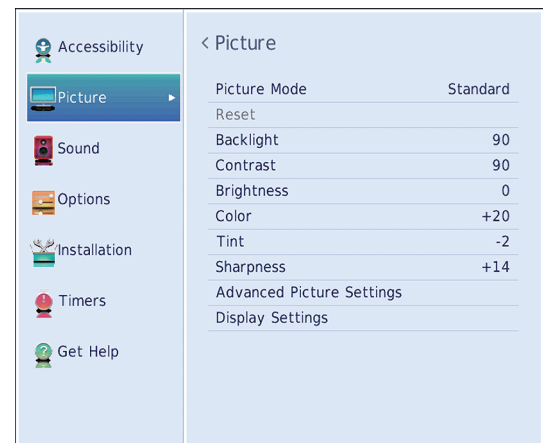 Accessibility
Picture
Sound
Options
Installation
Timers
Get Help
< Picture
Picture Mode Standard
Reset
Backlight 90
Contrast 90
Brightness 0
Color +20
Tint -2
Sharpness +14
Advanced Picture Settings
Display Settings